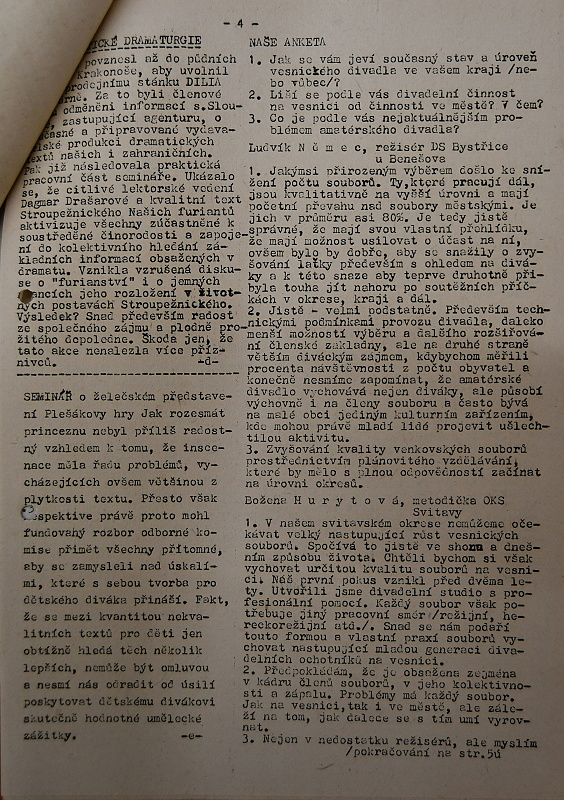 - 4 -
ICKÉ DRAMATURGIE
povznesl až do půdních
Krakonoše, aby uvolnil
prodejnímu stánku DILIA
Za to byli členové
odměněni informací s.Slou-
, zastupující agenturu, o
časné a připravované vydava-
lské produkci dramatických
textů našich i zahraničních.
Pak již následovala praktická
pracovní část semináře. Ukázalo
se, že citlivé lektorské vedení
Dagmar Drašarové a kvalitní text
Stroupežnického Našich furiantů
aktivizuje všechny zúčastněné k
soustředěné činorodosti a zapoje-
ní do kolektivního hledání zá-
kladních informací obsažených v
dramatu. Vznikla vzrušená disku-
se o "furianství" i o jemných
ancích jeho rozložení v život-
ných postavách Stroupežnického.
Výsledek? Snad především radost
ze společného zájmu a plodně pro-
žitého dopoledne. Škoda jen, že
tato akce nenalezla více příz-
nivců. -d-
SEMINÁŘ o želečském představe-
ní Plešákovy hry Jak rozesmát
princeznu nebyl příliš radost-
ný vzhledem k tomu, že insce-
nace měla řadu problémů, vy-
cházejících ovšem většinou z
plytkosti textu. Přesto však
espektive právě proto mohl
fundovaný rozbor odborné ko-
mise přimět všechny přítomné,
aby se zamysleli nad úskalí-
mi, které s sebou tvorba pro
dětského diváka přináší. Fakt,
že se mezi kvantitou nekva-
litních textů pro děti jen
obtížně hledá těch několik
lepších, nemůže být omluvou
a nesmí nás odradit od úsilí
poskytovat dětskému divákovi
skutečně hodnotné umělecké
zážitky. -e-
NAŠE ANKETA
1. Jak se vám jeví současný stav a úroveň
vesnického divadla ve vašem kraji /ne-
bo vůbec/?
2. Liší se podle vás divadelní činnost
na vesnici od činnosti ve městě? V čem?
3. Co je podle vás nejaktuálnějším pro-
blémem amatérského divadla?
Ludvík N ě m e c, režisér DS Bystřice
u Benešova
1. Jakýmsi přirozeným výběrem došlo ke sní-
žení počtu souborů. Ty, které pracují dál,
jsou kvalitativně na vyšší úrovni a mají
početní převahu nad soubory městskými. Je
jich v průměru asi 80%. Je tedy jistě
správné, že mají svou vlastní přehlídku,
že mají možnost usilovat o účast na ní,
ovšem bylo by dobře, aby se snažily o zvy-
šování laťky především s ohledem na divá-
ky a k této snaze aby teprve druhotně při-
byla touha jít nahoru po soutěžních příč-
kách v okrese, kraji a dál.
2. Jistě - velmi podstatně. Především tech-
nickými podmínkami provozu divadla, daleko
menší možností výběru a dalšího rozšiřová-
ní členské základny, ale na druhé straně
větším diváckým zájmem, kdybychom měřili
procenta návštěvnosti z počtu obyvatel a
konečně nesmíme zapomínat, že amatérské
divadlo vychovává nejen diváky, ale působí
výchovně i na členy souboru a často bývá
na malé obci jediným kulturním zařízením,
kde mohou právě mladí lidé projevit ušlech-
tilou aktivitu.
3. Zvyšování kvality venkovských souborů
prostřednictvím plánovitého vzdělávání,
které by mělo s plnou odpovědností začínat
na úrovni okresů.
Božena H u r y t o v á, metodička OKS
Svitavy
1. V našem svitavském okrese nemůžeme oče-
kávat velký nastupující růst vesnických
souborů. Spočívá to jistě ve shonu a dneš-
ním způsobu života. Chtěli bychom si však
vychovat určitou kvalitu souborů na vesni-
ci. Náš první pokus vznikl před dvěma le-
ty. Utvořili jsme divadelní studio s pro-
fesionální pomocí. Každý soubor však po-
třebuje jiný pracovní směr /režijní, he-
reckorežijní atd./. Snad se nám podaří
touto formou a vlastní praxí souborů vy-
chovat nastupující mladou generaci diva-
delních ochotníků na vesnici.
2. Předpokládám, že je obsažena zejména
v kádru členů souborů, v jeho kolektivno-
sti a zápalu. Problémy má každý soubor.
Jak na vesnici, tak i ve městě, ale zále-
ží na tom, jak dalece se s tím umí vyrov-
nat.
3. Nejen v nedostatku režisérů, ale myslím
/pokračování na str.5ú